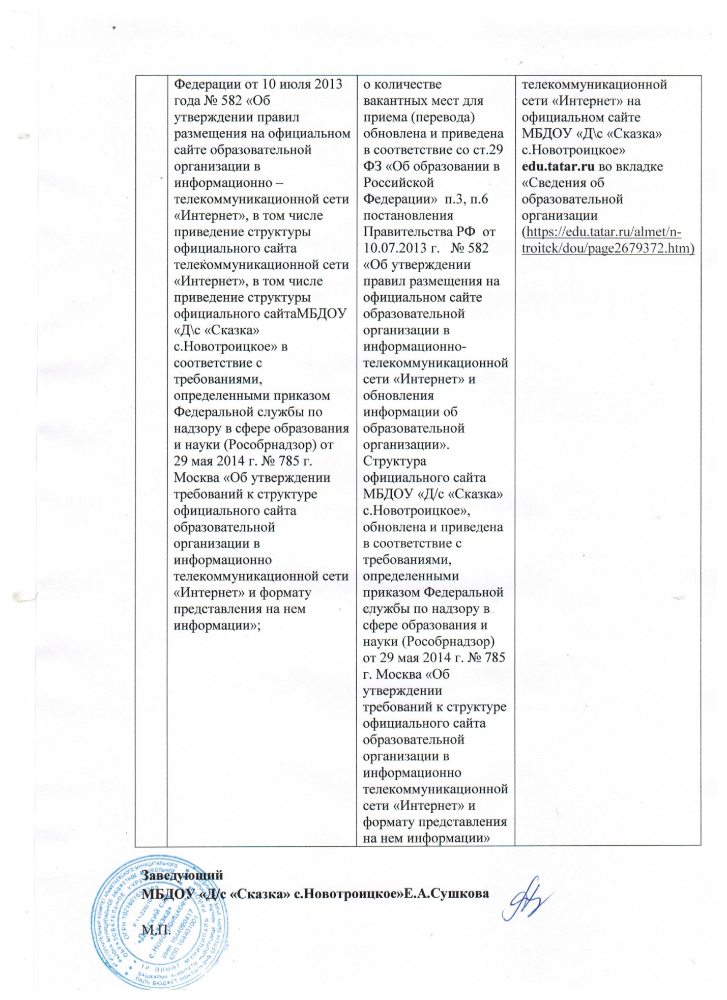 Федерации от 10 июля 2013
года № 582 «Об
утверждении правил
размещения на официальном
сайте образовательной
организации в
информационно –
телекоммуникационной сети
«Интернет», в том числе
приведение структуры
официального сайта
телекоммуникационной сети
«Интернет», в том числе
приведение структуры
официального сайтаМБДОУ
«Д\с «Сказка»
с.Новотроицкое» в
соответствие с
требованиями,
определенными приказом
Федеральной службы по
надзору в сфере образования
и науки (Рособрнадзор) от
29 мая 2014 г. № 785 г.
Москва «Об утверждении
требований к структуре
официального сайта
образовательной
организации в
информационно
телекоммуникационной сети
«Интернет» и формату
представления на нем
информации»;
о количестве
вакантных мест для
приема (перевода)
обновлена и приведена
в соответствие со ст.29
ФЗ «Об образовании в
Российской
Федерации» п.3, п.6
постановления
Правительства РФ от
10.07.2013 г. № 582
«Об утверждении
правил размещения на
официальном сайте
образовательной
организации в
информационно-
телекоммуникационной
сети «Интернет» и
обновления
информации об
образовательной
организации».
Структура
официального сайта
МБДОУ «Д/с «Сказка»
с.Новотроицкое»,
обновлена и приведена
в соответствие с
требованиями,
определенными
приказом Федеральной
службы по надзору в
сфере образования и
науки (Рособрнадзор)
от 29 мая 2014 г. № 785
г. Москва «Об
утверждении
требований к структуре
официального сайта
образовательной
организации в
информационно
телекоммуникационной
сети «Интернет» и
формату представления
на нем информации»
телекоммуникационной
сети «Интернет» на
официальном сайте
МБДОУ «Д\с «Сказка»
с.Новотроицкое»
edu.tatar.ru во вкладке
«Сведения об
образовательной
организации
(https://edu.tatar.ru/almet/n-
troitck/dou/page2679372.htm)
Заведующий
МБДОУ «Д/с «Сказка» с.Новотроицкое»Е.А.Сушкова
М.П.
"Детский сад
"Сказка"
с.Новотроицкое"
ИНН 1644020417
КПП 164401001